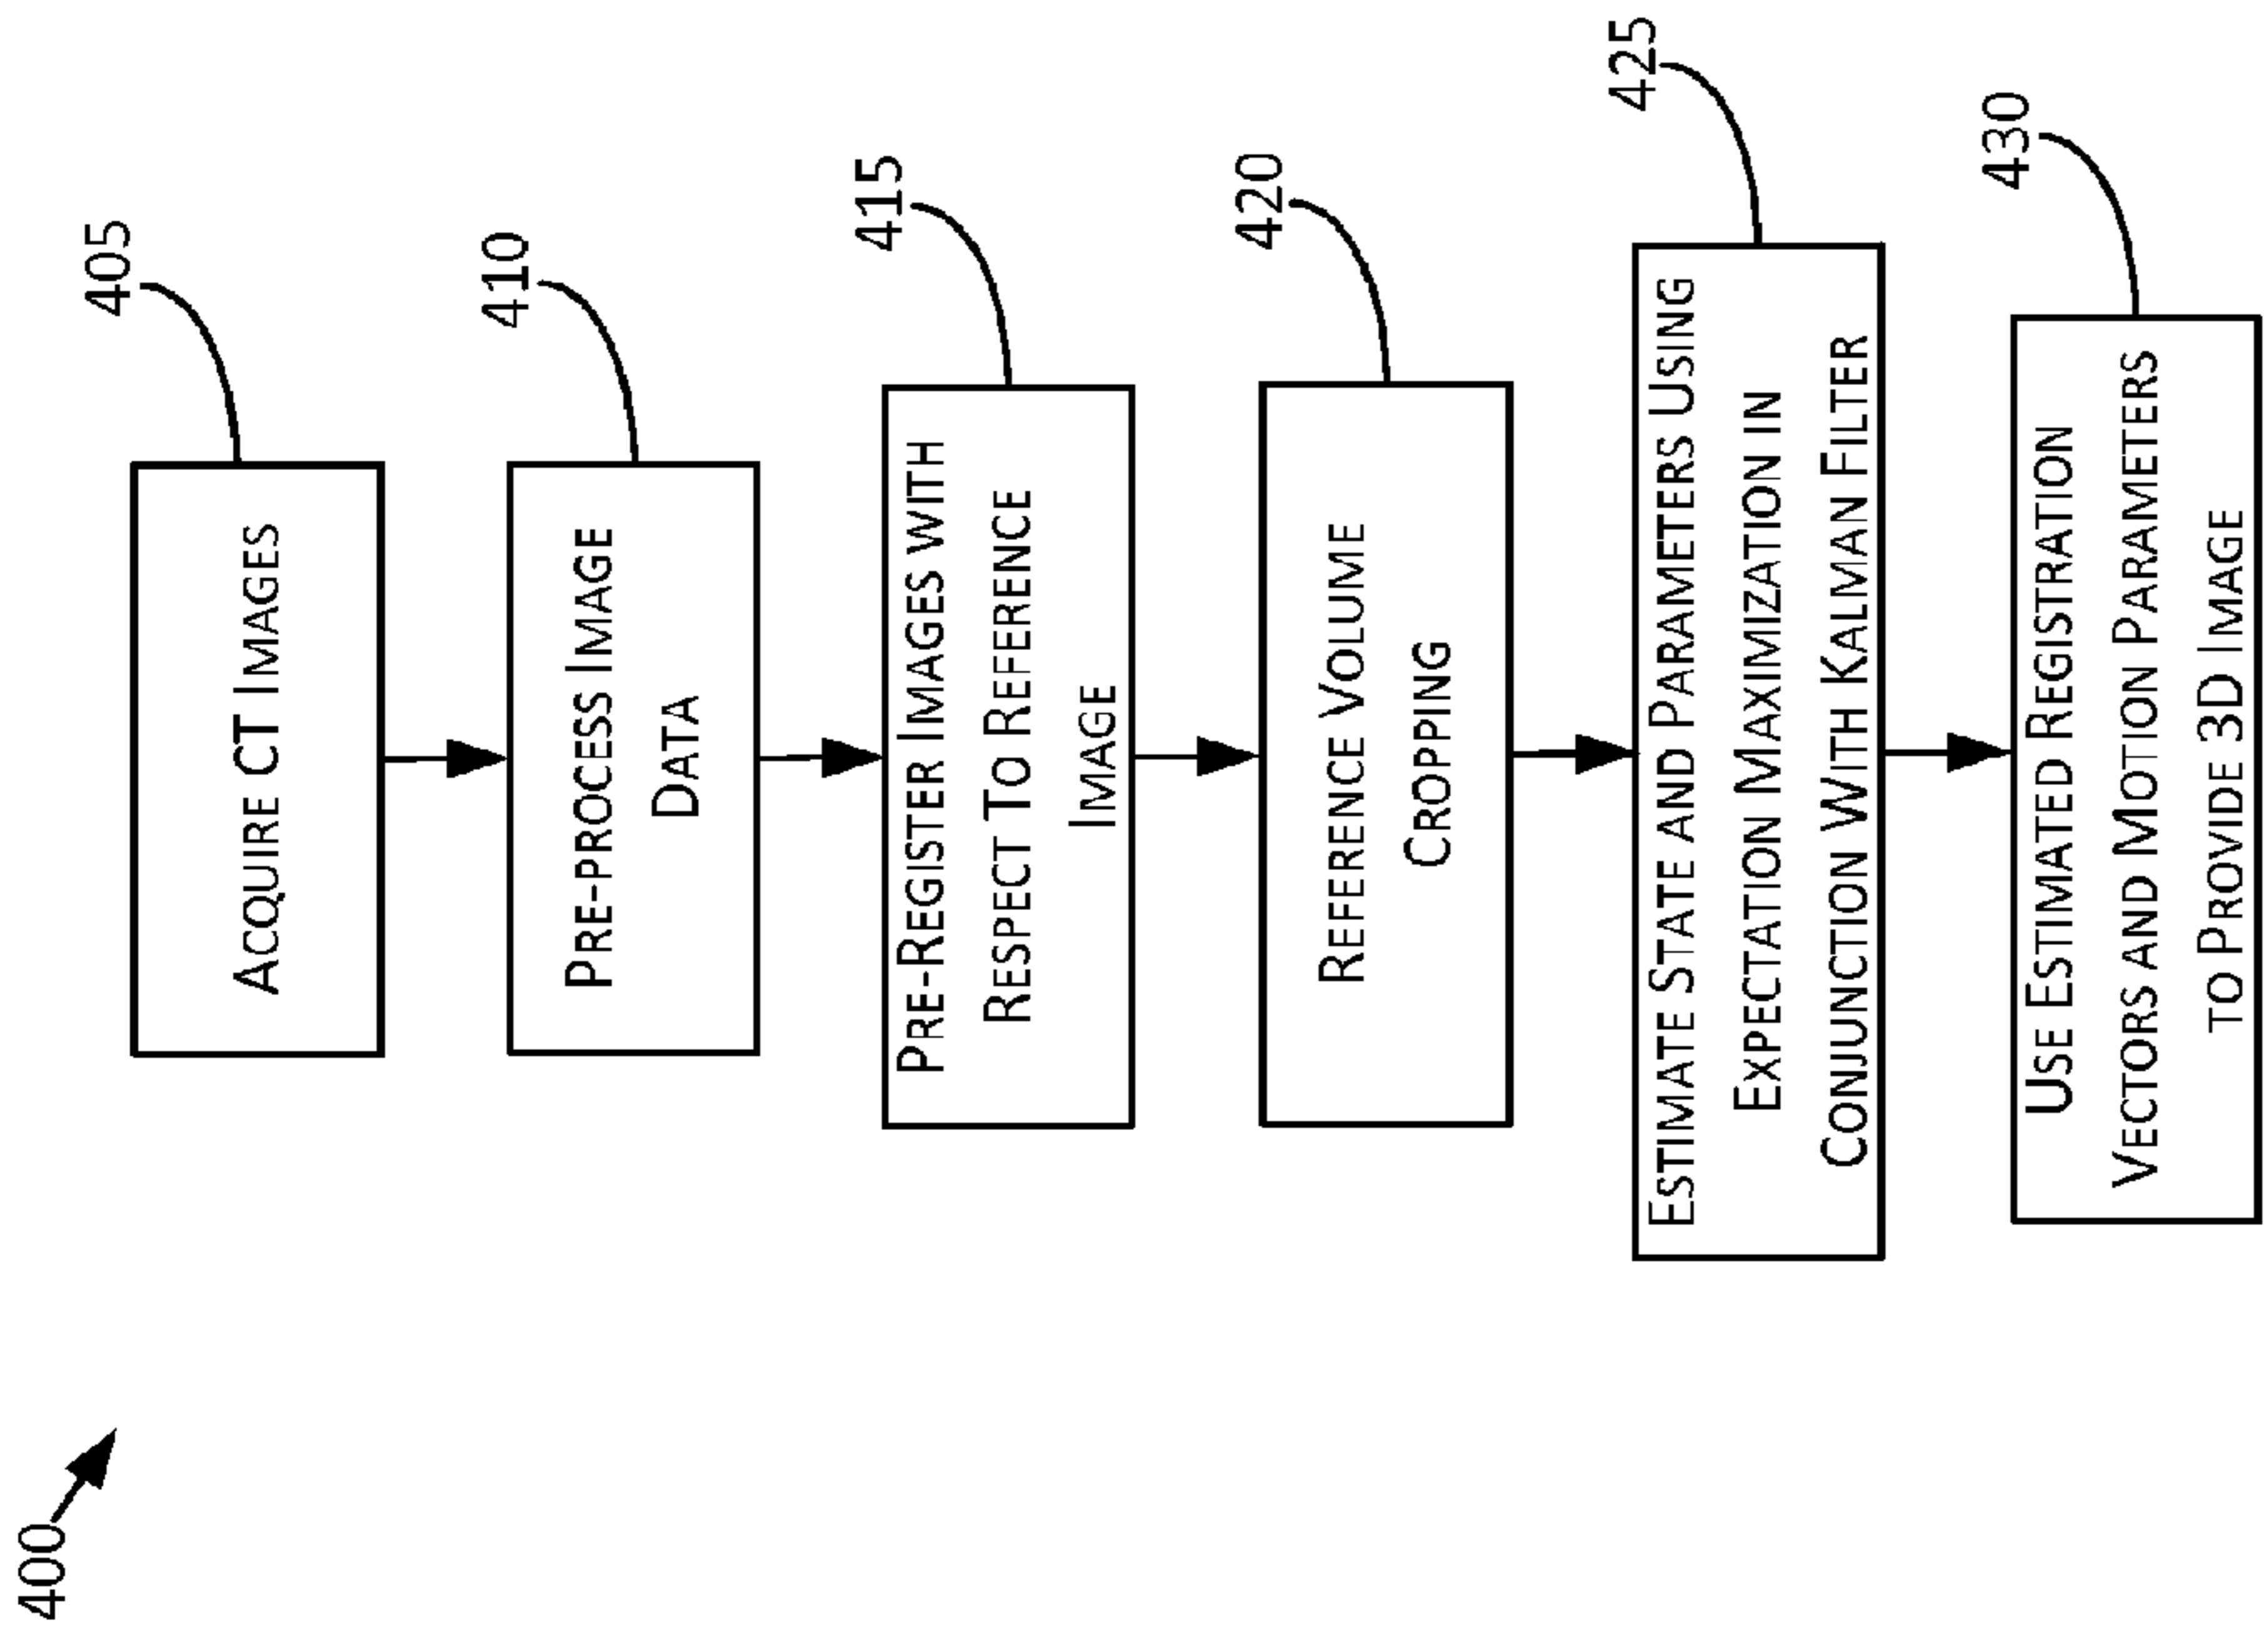 400
405
ACQUIRE CT IMAGES
410
PRE-PROCESS IMAGE
DATA
415
PRE-REGISTER IMAGES WITH
RESPECT TO REFERENCE
IMAGE
420
REFERENCE VOLUME
CROPPING
425
ESTIMATE STATE AND PARAMETERS USING
EXPECTATION MAXIMIZATION IN
CONJUNCTION WITH KALMAN FILTER
430
USE ESTIMATED REGISTRATION
VECTORS AND MOTION PARAMETERS
TO PROVIDE 3D IMAGE